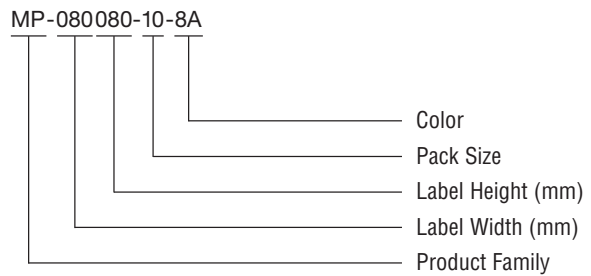 MP-080080-10-8A
Color
Pack Size
Label Height (mm)
Label Width (mm)
Product Family